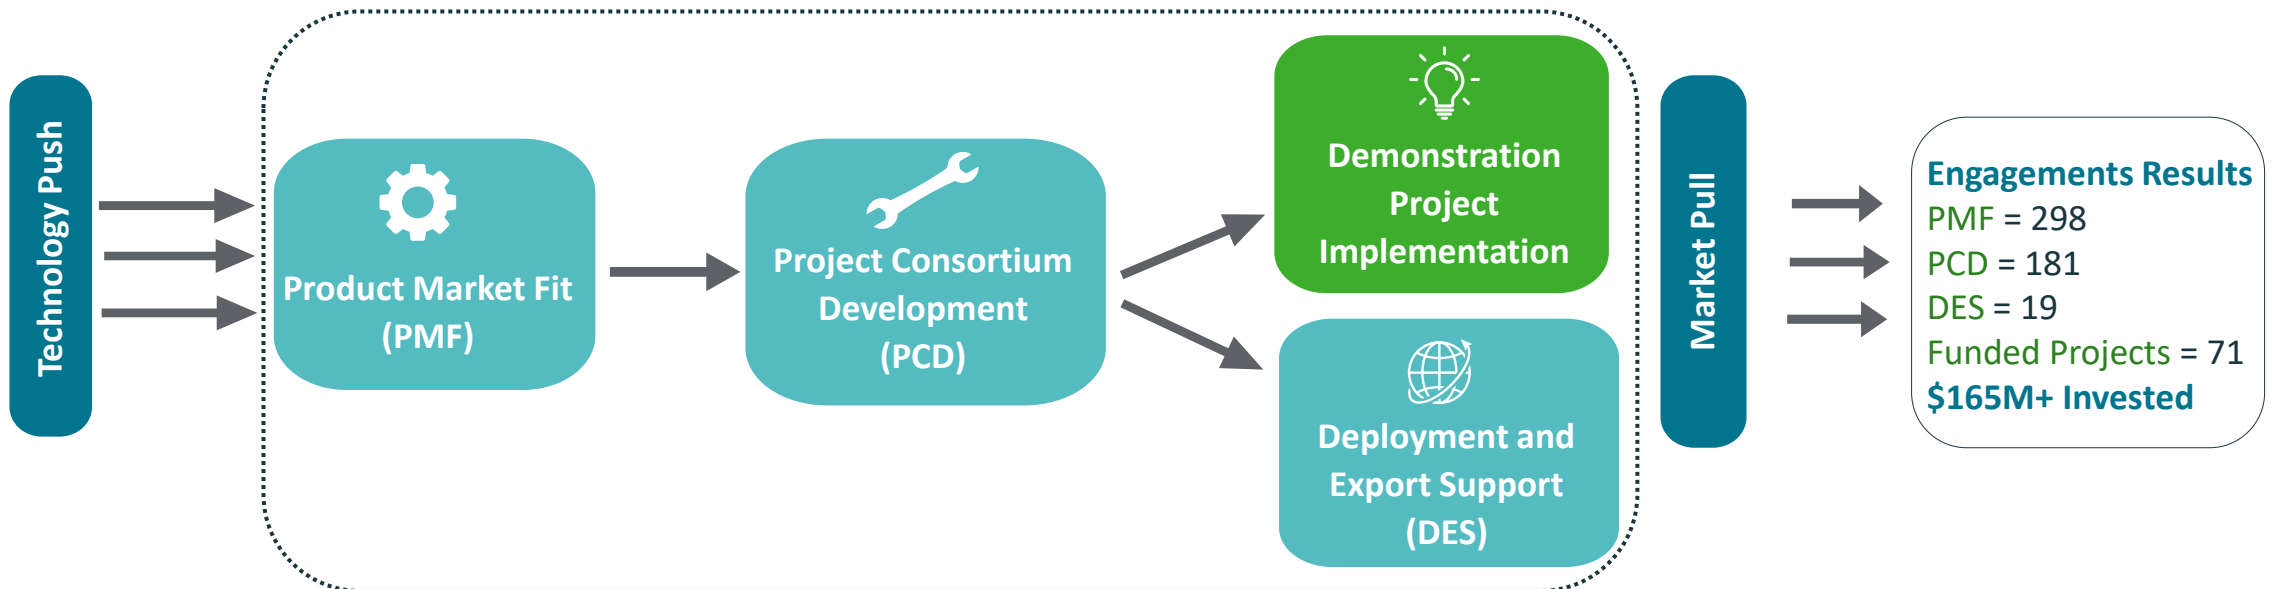 Technology Push
Product Market Fit
(PMF)
Project Consortium
Development
(PCD)
Demonstration
Project
Implementation
Deployment and
Export Support
(DES)
Market Pull
Engagements Results
PMF = 298
PCD = 181
DES = 19
Funded Projects = 71
$165M+ Invested